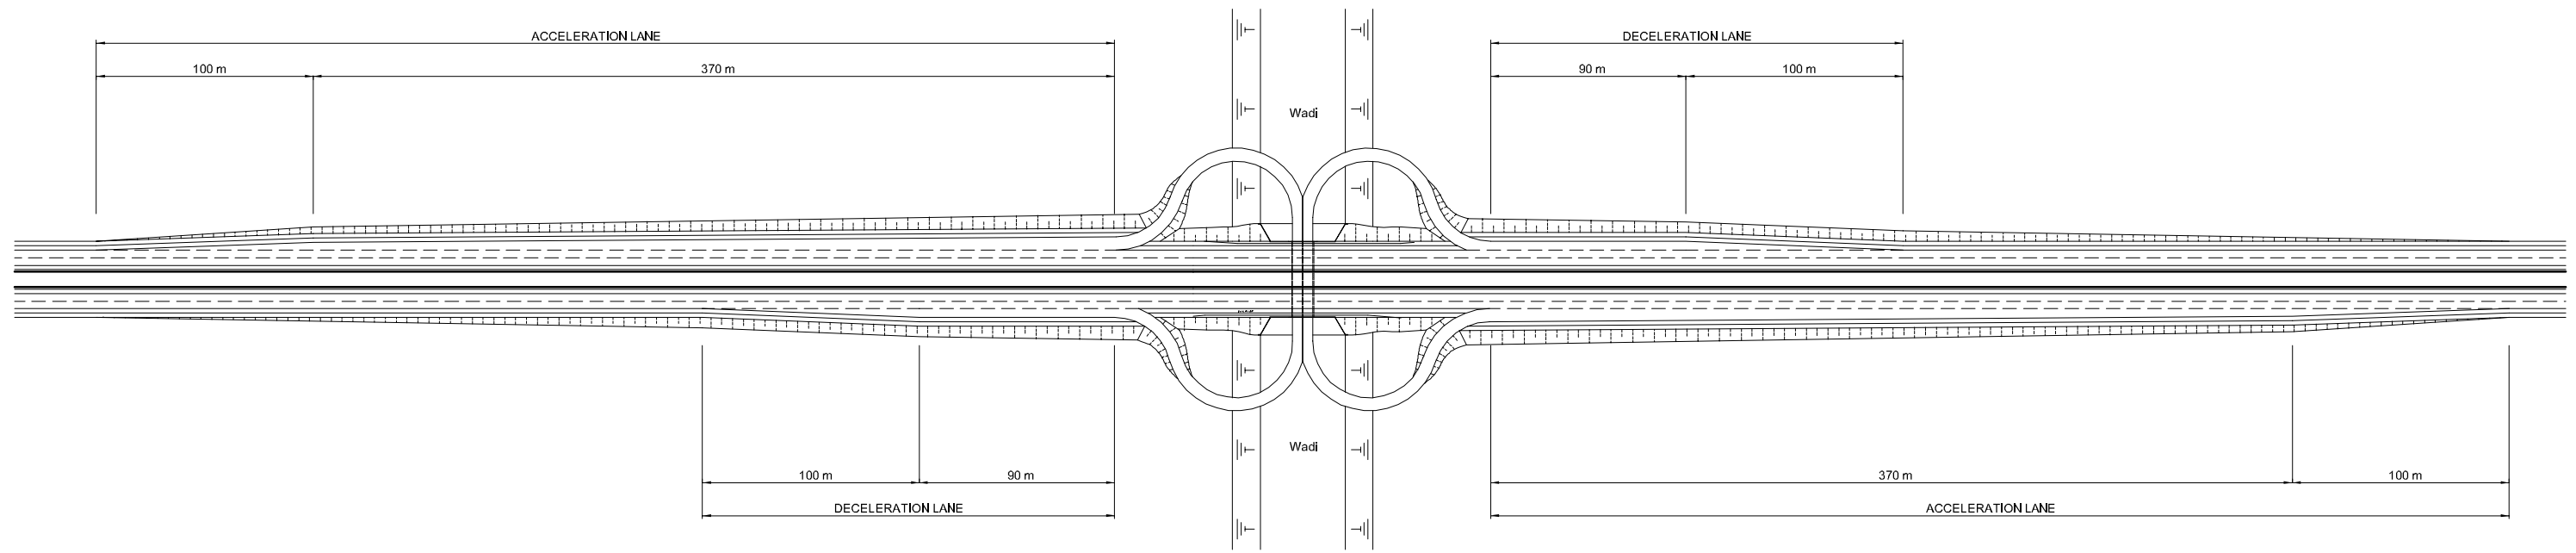 ACCELERATION LANE
DECELERATION LANE
100 m
370 m
90 m
100 m
Wadi
Wadi
100 m
90 m
370 m
100 m
DECELERATION LANE
ACCELERATION LANE